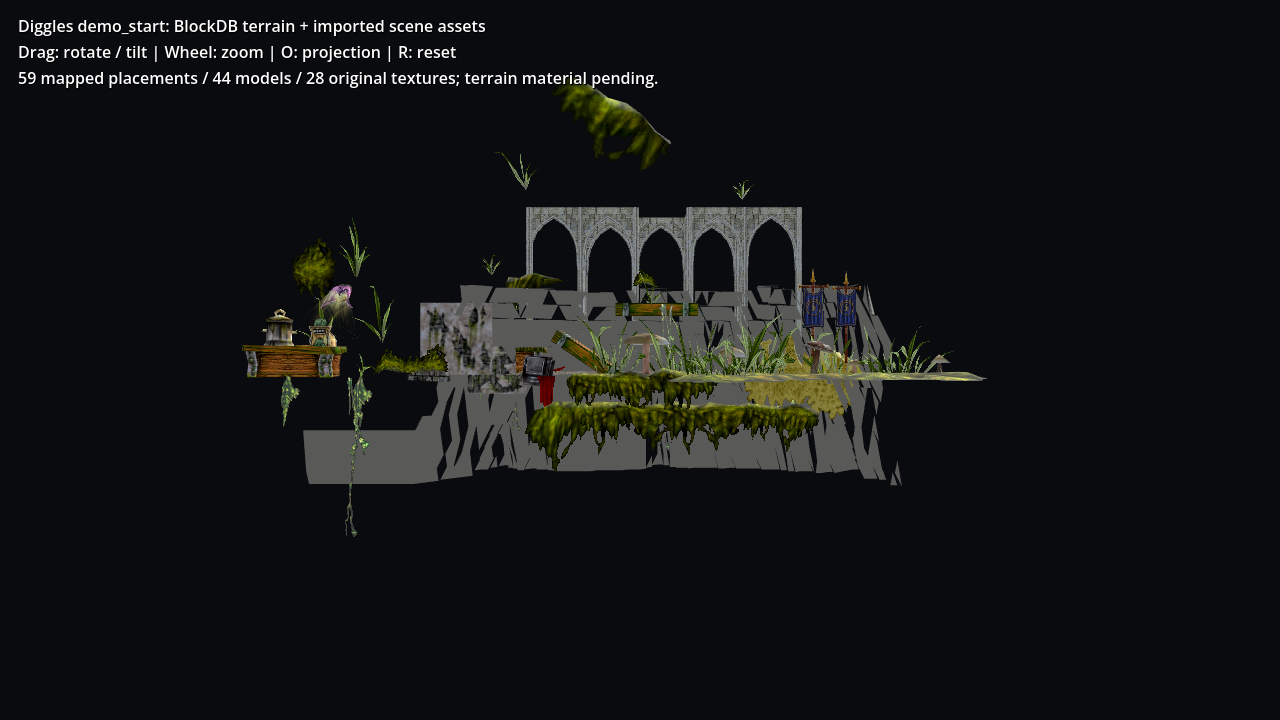 Diggles demo_start: BlockDB terrain + imported scene assets
Drag: rotate / tilt | Wheel: zoom | O: projection | R: reset
59 mapped placements / 44 models / 28 original textures; terrain material pending.